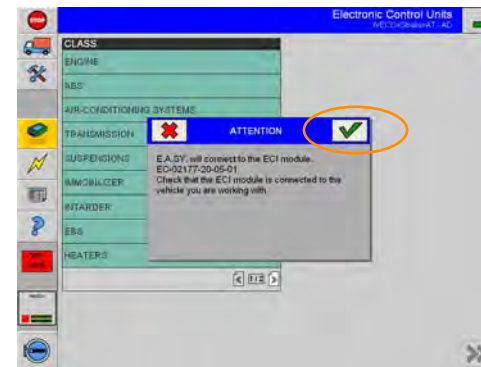 Electronic Control Units
CLASS
ENGINE
ABS
AIR-CONDITIONING SYSTEMS
TRANSMISSION
ATTENTION
SUSPENSIONS
E.A.SY. will connect to the ECI module.
EC-02177-20-05-01
Check that the ECI module is connected to the
vehicle you are working with.
IMMOBILIZER
INTARDER
EBS
HEATERS
1/2